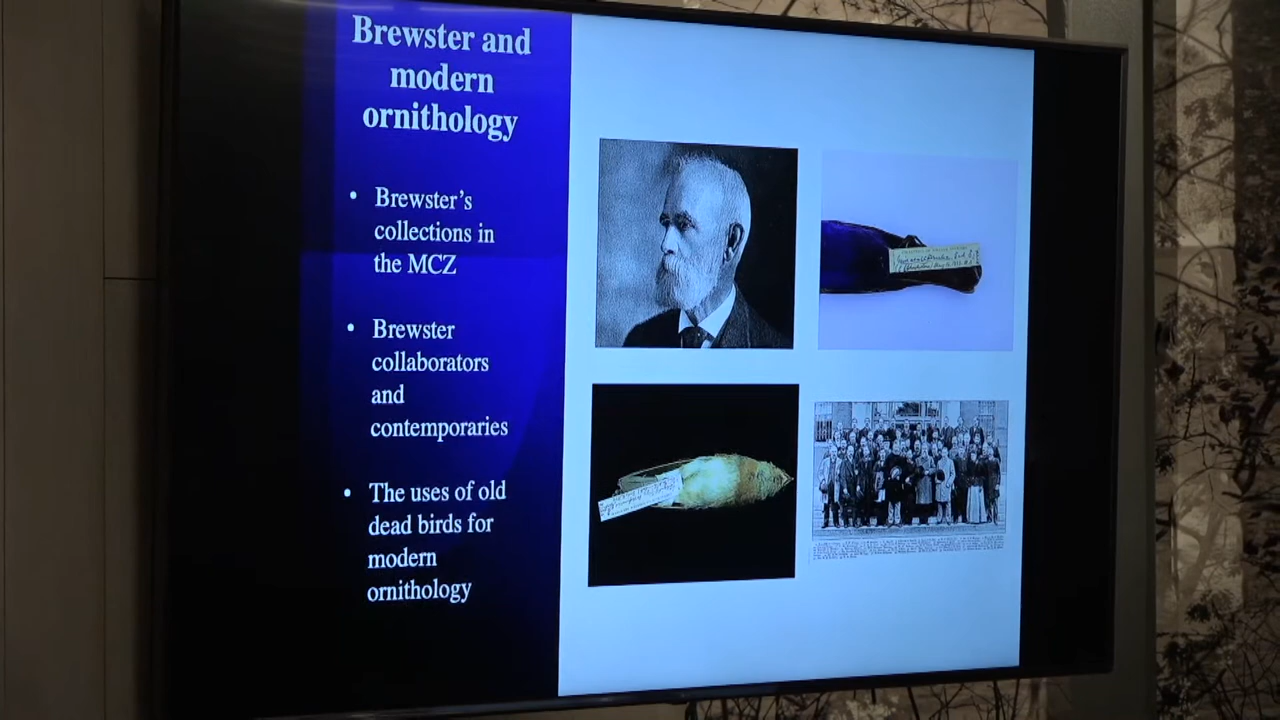 Brewster and
modern
ornithology
• Brewster's
collections in
the MCZ
• Brewster
collaborators
and
contemporaries
• The uses of old
dead birds for
modern
ornithology